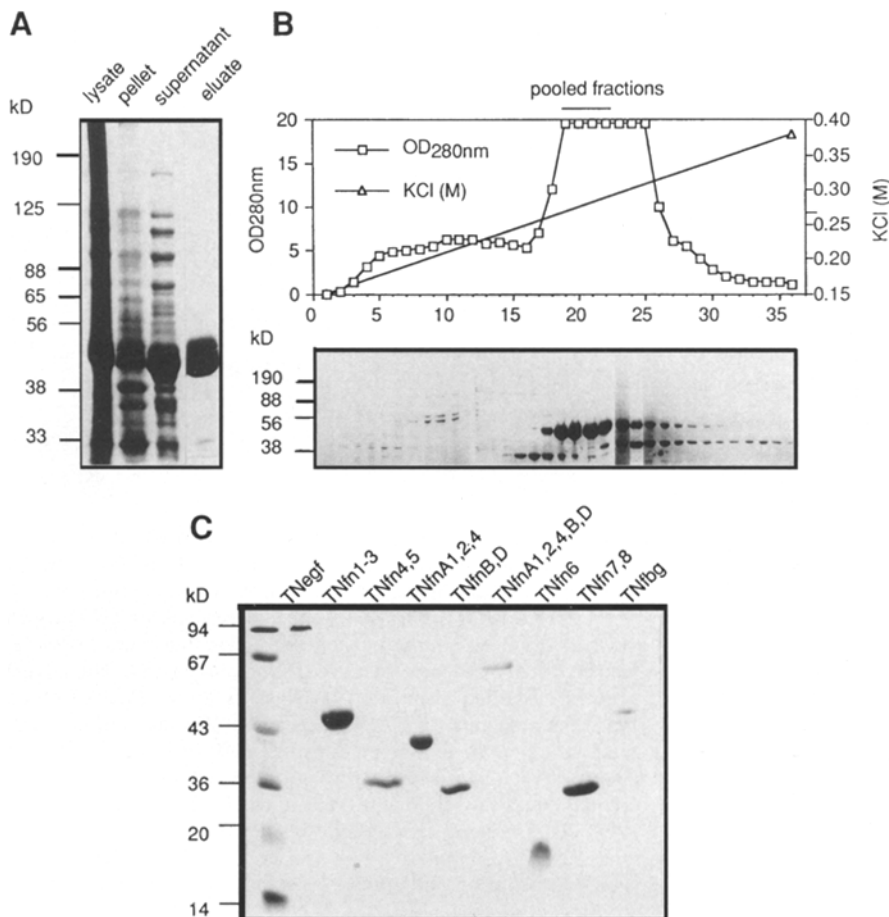 A
lysate
pellet
supernatant
eluate
kD
190
125
88
65
56
38
33
B
pooled fractions
20
15
10
5
0
OD280nm
OD280nm
KCl (M)
0.40
0.35
0.30
0.25
0.20
0.15
KCl (M)
0 5 10 15 20 25 30 35
kD
190
88
56
38
C
kD
TNegf
TNfn1-3
TNfn4,5
TNfnA1,2,4
TNfnB,D
TNfnA1,2,4,B,D
TNfn6
TNfn7,8
TNfbg
94
67
43
36
20
14